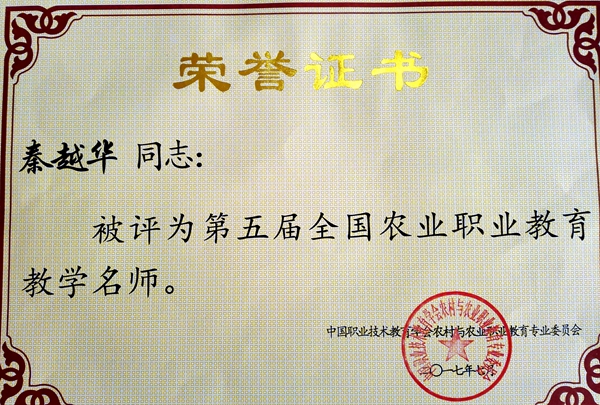 荣誉证书
秦越华 同志:
被评为第五届全国农业职业教育
教学名师。
中国职业技术教育学会农村与农业职业教育专业委员会
二〇一七年七月